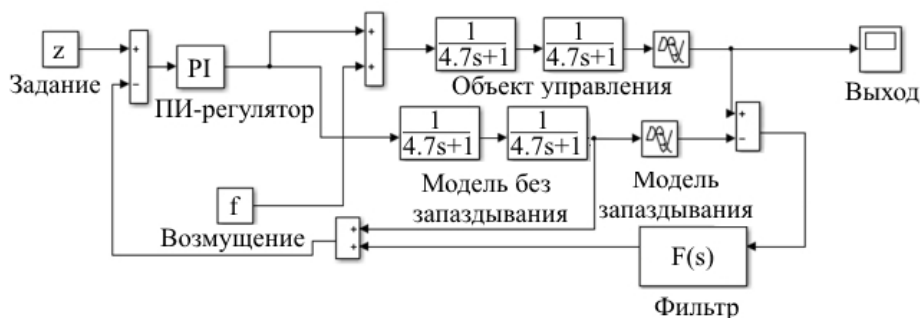 z
Задание
+
−
PI
ПИ-регулятор
+
+
1
4.7s+1
1
4.7s+1
Объект управления
Выход
1
4.7s+1
1
4.7s+1
Модель без
запаздывания
+
−
Модель
запаздывания
f
Возмущение
+
+
F(s)
Фильтр